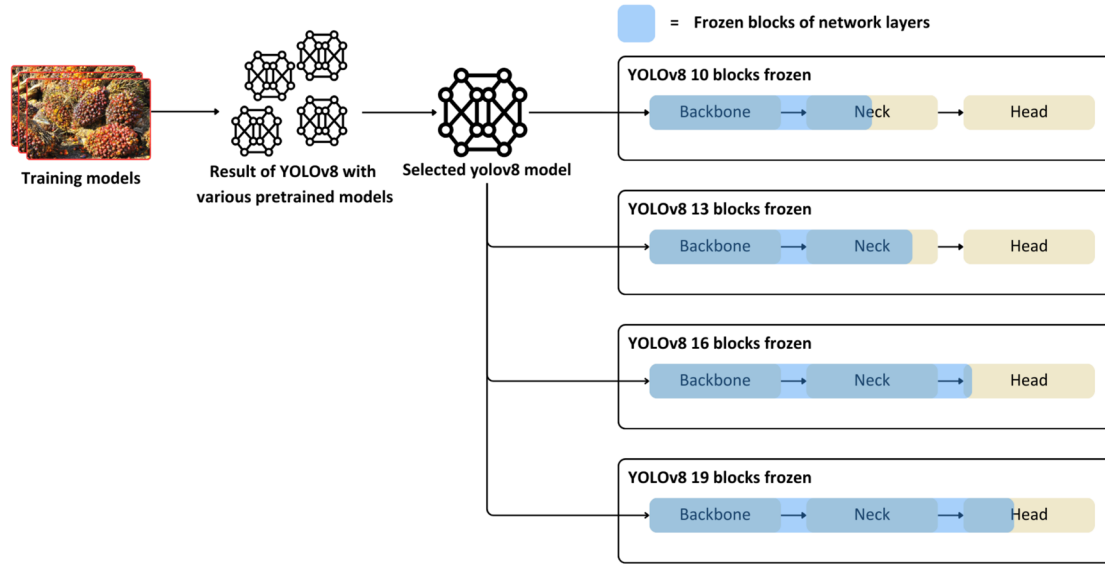 = Frozen blocks of network layers
Training models
Result of YOLOv8 with
various pretrained models
Selected yolov8 model
YOLOv8 10 blocks frozen
Backbone Neck Head
YOLOv8 13 blocks frozen
Backbone Neck Head
YOLOv8 16 blocks frozen
Backbone Neck Head
YOLOv8 19 blocks frozen
Backbone Neck Head